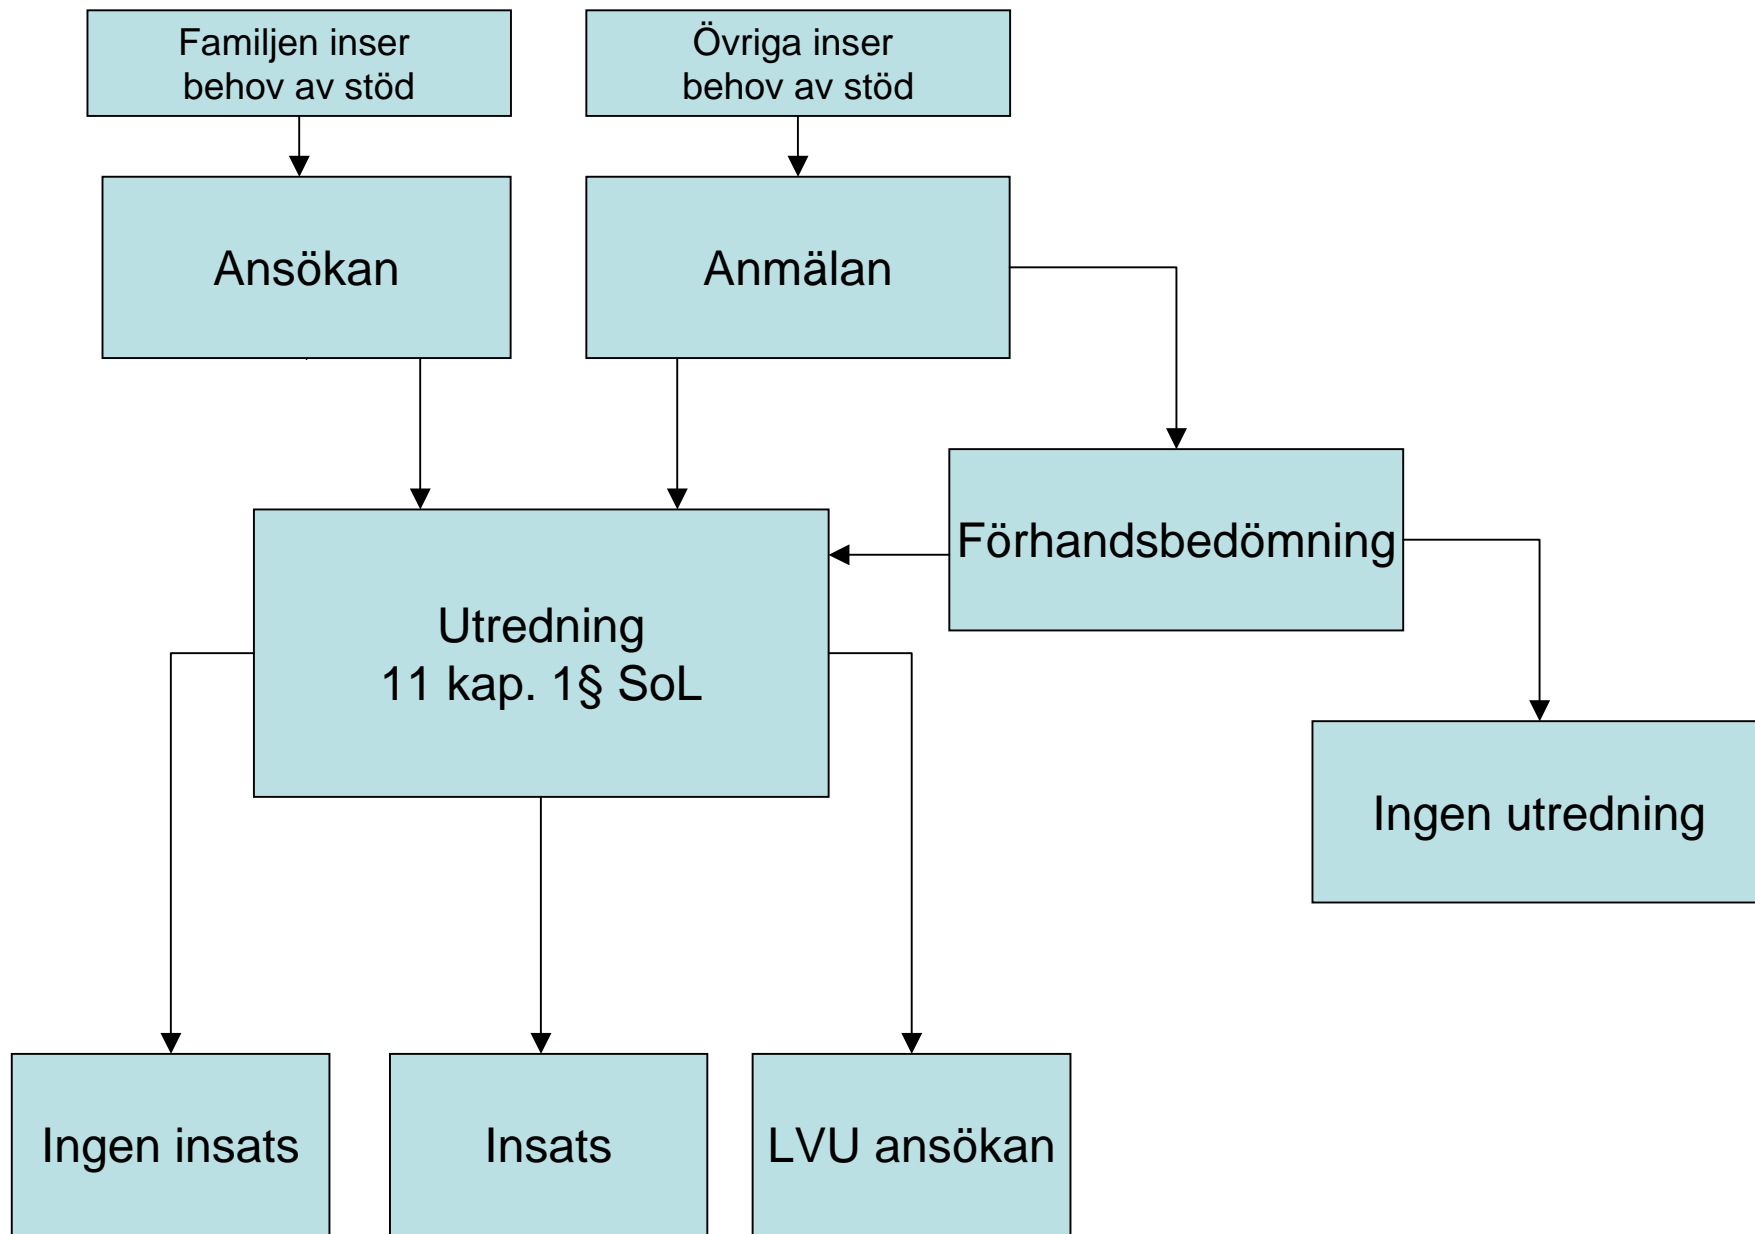 Familjen inser
behov av stöd
Övriga inser
behov av stöd
Ansökan
Anmälan
Förhandsbedömning
Utredning
11 kap. 1§ SoL
Ingen utredning
Ingen insats
Insats
LVU ansökan